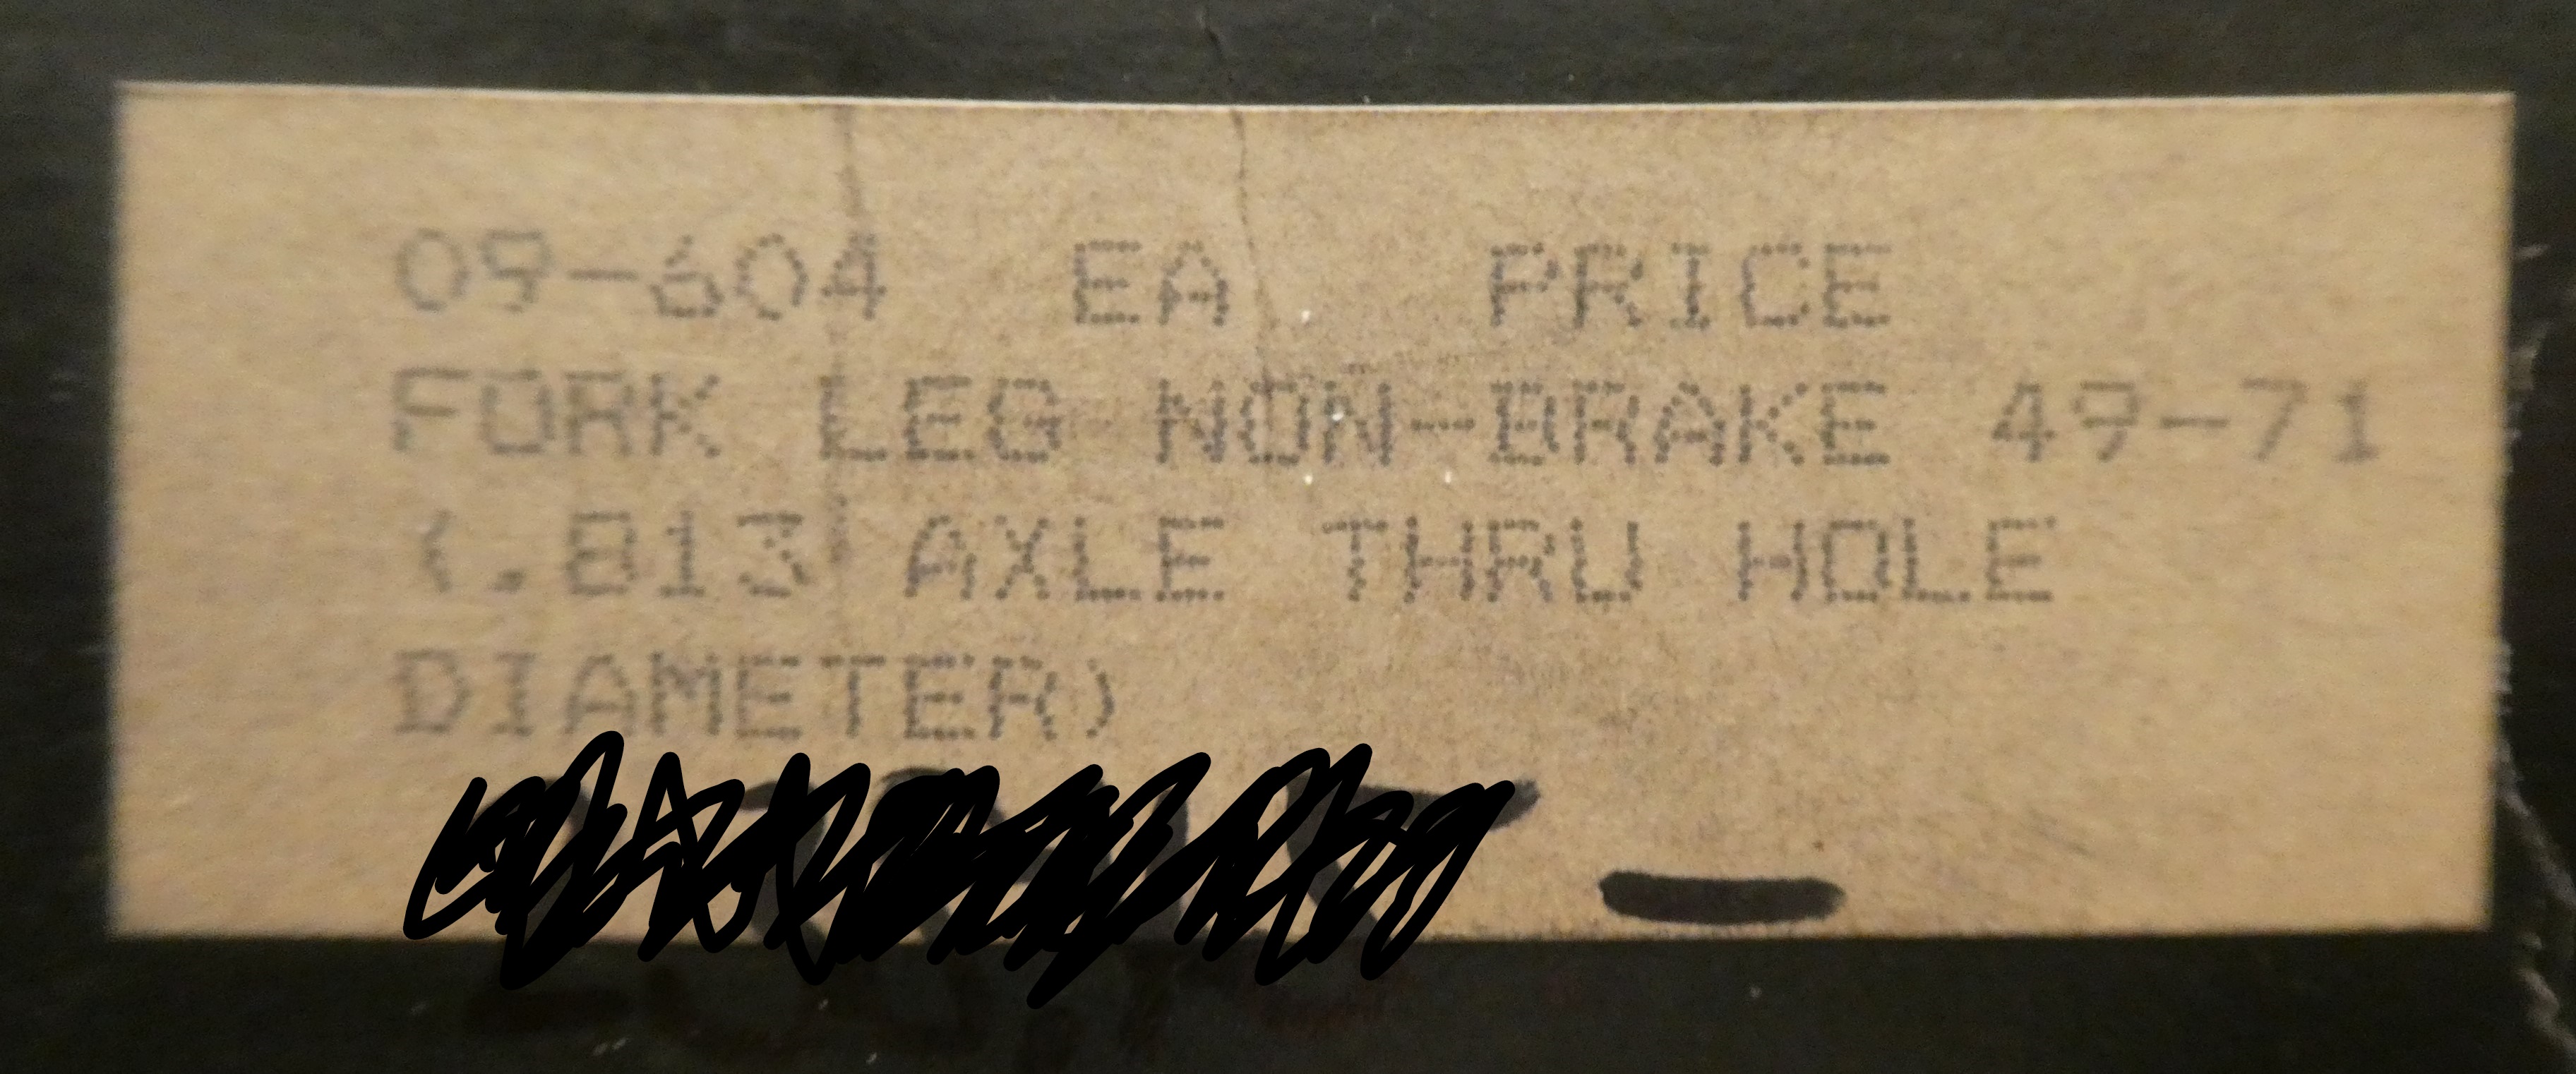 09-604 EA PRICE
FORK LEG NON-BRAKE 49-71
(.813 AXLE THRU HOLE
DIAMETER)